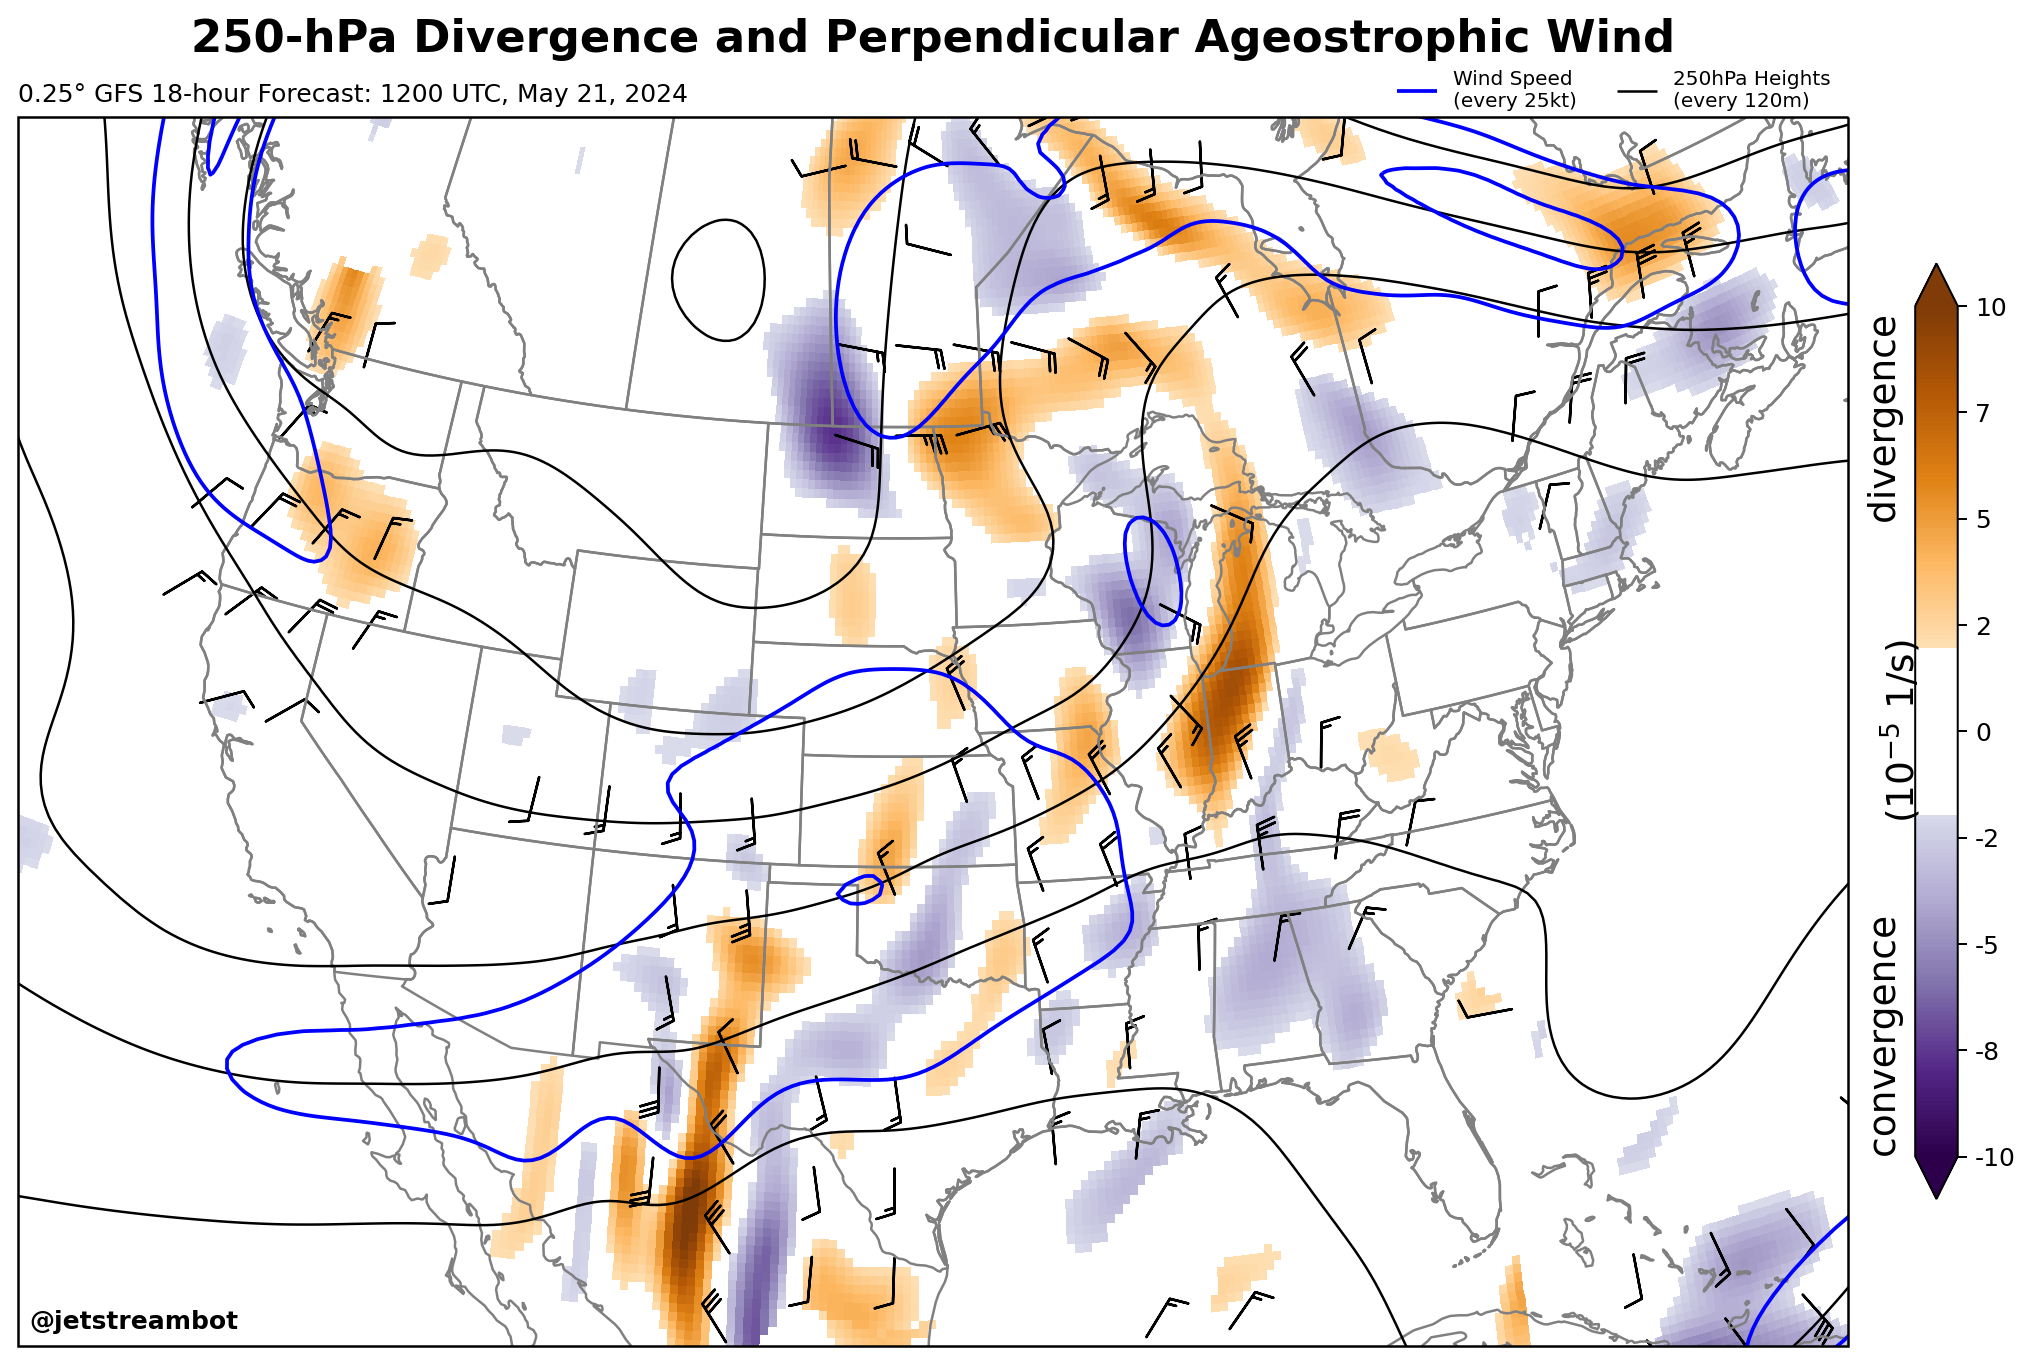 250-hPa Divergence and Perpendicular Ageostrophic Wind
0.25° GFS 18-hour Forecast: 1200 UTC, May 21, 2024
Wind Speed
(every 25kt)
250hPa Heights
(every 120m)
10
7
5
2
0
-2
-5
-8
-10
divergence
(10⁻⁵ 1/s)
convergence
@jetstreambot